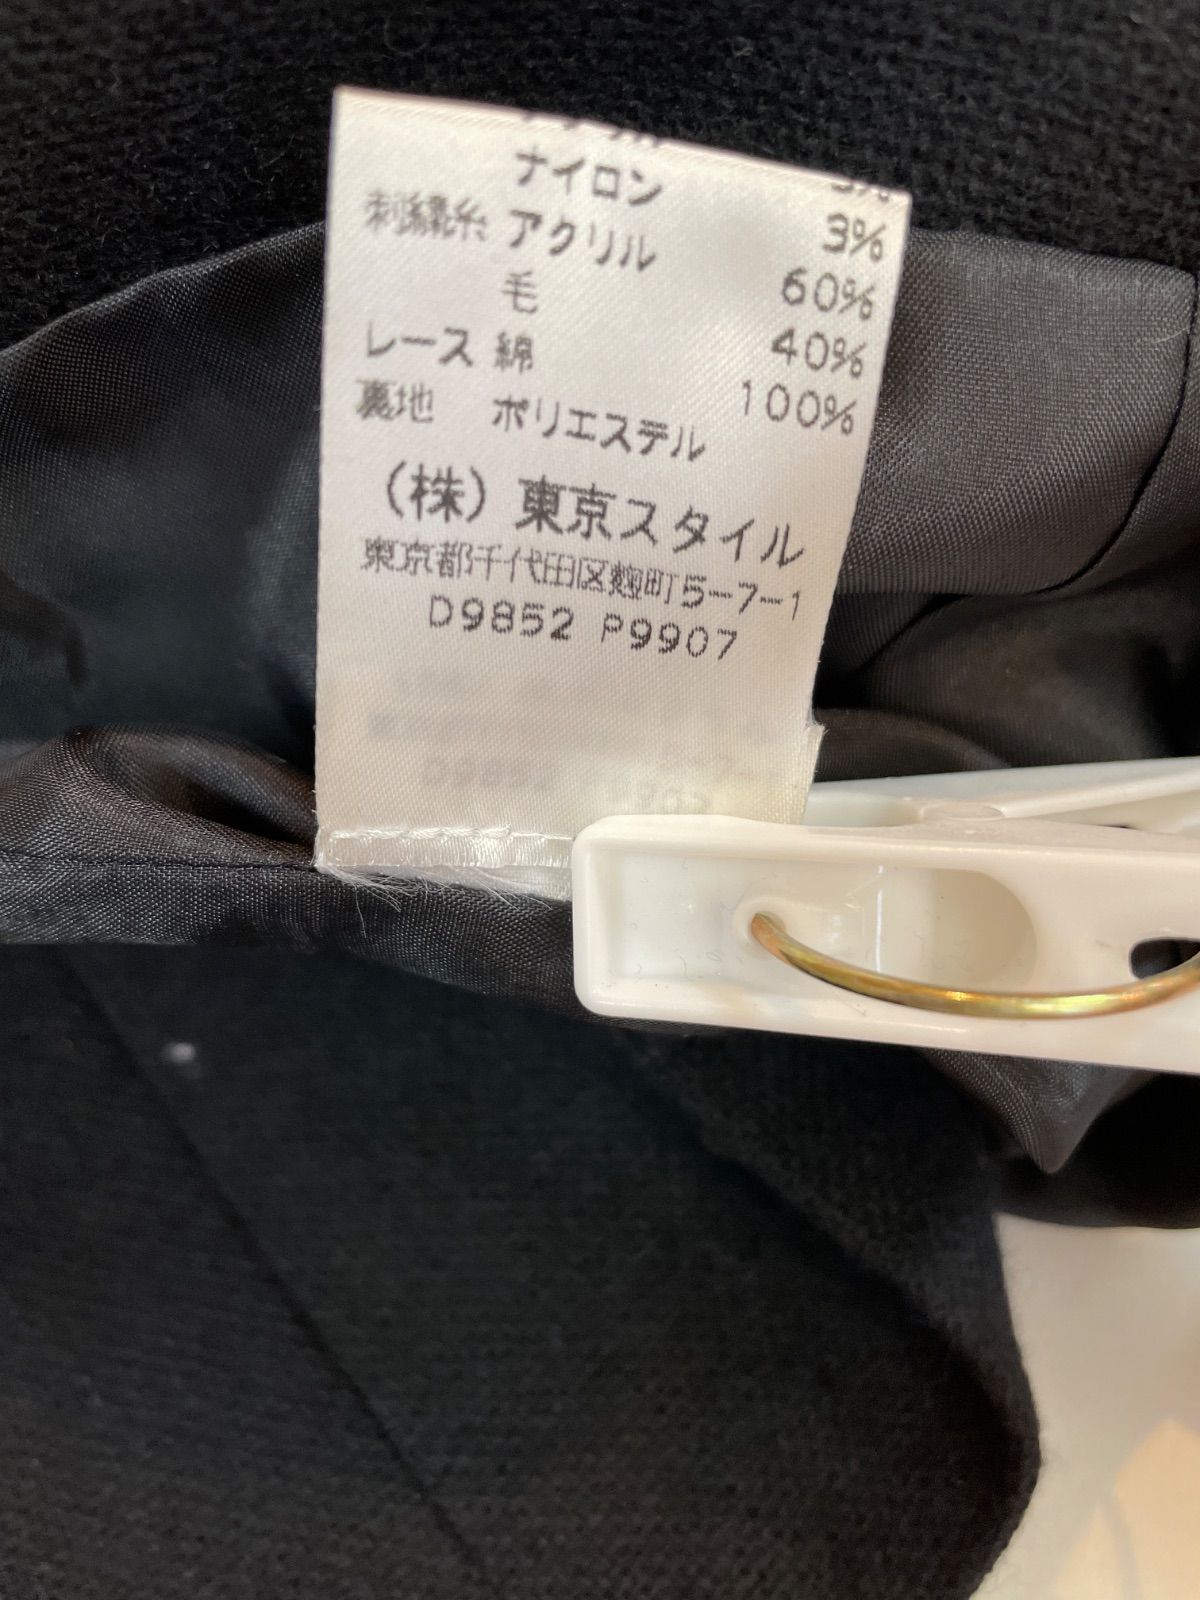 ナイロン 3%
刺繍糸 アクリル 60%
毛 40%
レース 綿 100%
裏地 ポリエステル
(株)東京スタイル
東京都千代田区麹町5-7-1
D9852 P9907